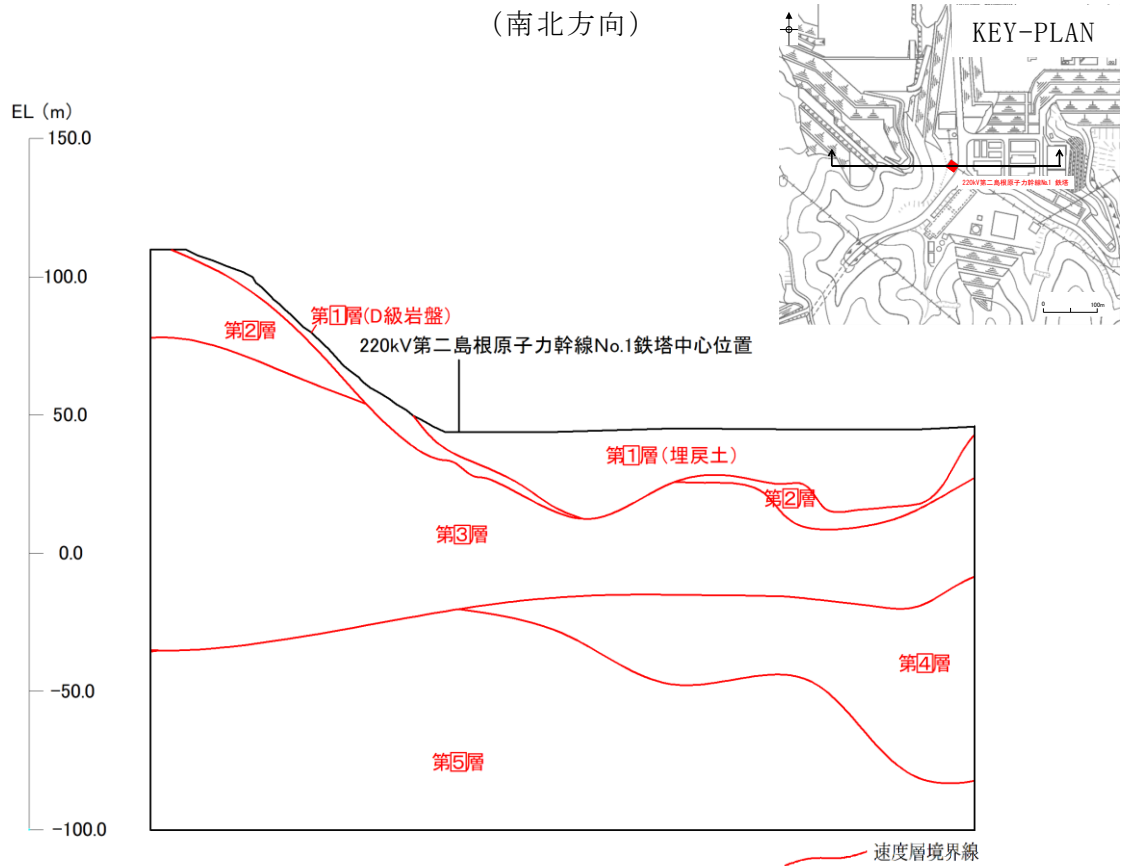 (南北方向)
KEY-PLAN
220kV第二島根原子力幹線No.1 鉄塔
0 100m
EL (m)
150.0
100.0
50.0
0.0
-50.0
-100.0
第1層(D級岩盤)
第2層
220kV第二島根原子力幹線No.1鉄塔中心位置
第1層(埋戻土)
第2層
第3層
第4層
第5層
速度層境界線